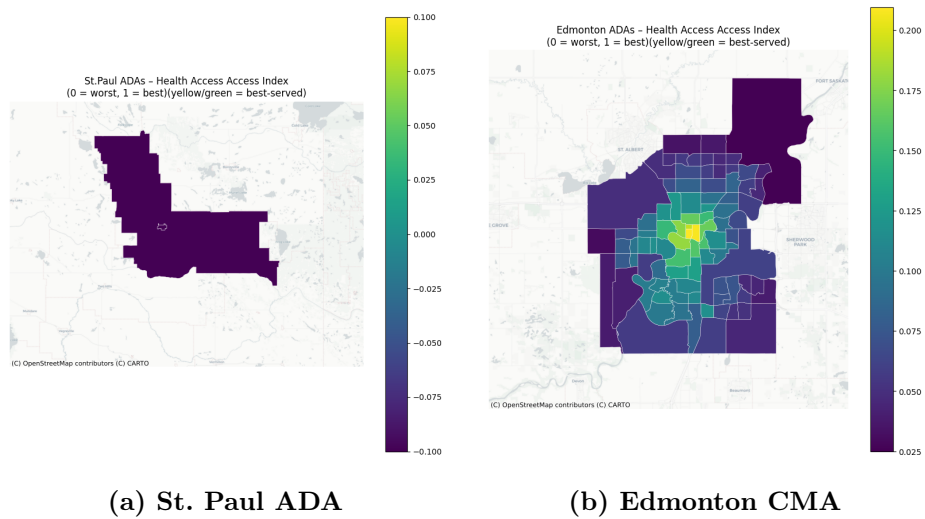 St.Paul ADAs – Health Access Access Index
(0 = worst, 1 = best)(yellow/green = best-served)
(C) OpenStreetMap contributors (C) CARTO
0.100
0.075
0.050
0.025
0.000
−0.025
−0.050
−0.075
−0.100
(a) St. Paul ADA
Edmonton ADAs – Health Access Access Index
(0 = worst, 1 = best)(yellow/green = best-served)
FORT SASKAT
ST ALBERT
E GROVE
SHERWOOD
PARK
Beaumont
(C) OpenStreetMap contributors (C) CARTO
0.200
0.175
0.150
0.125
0.100
0.075
0.050
0.025
(b) Edmonton CMA